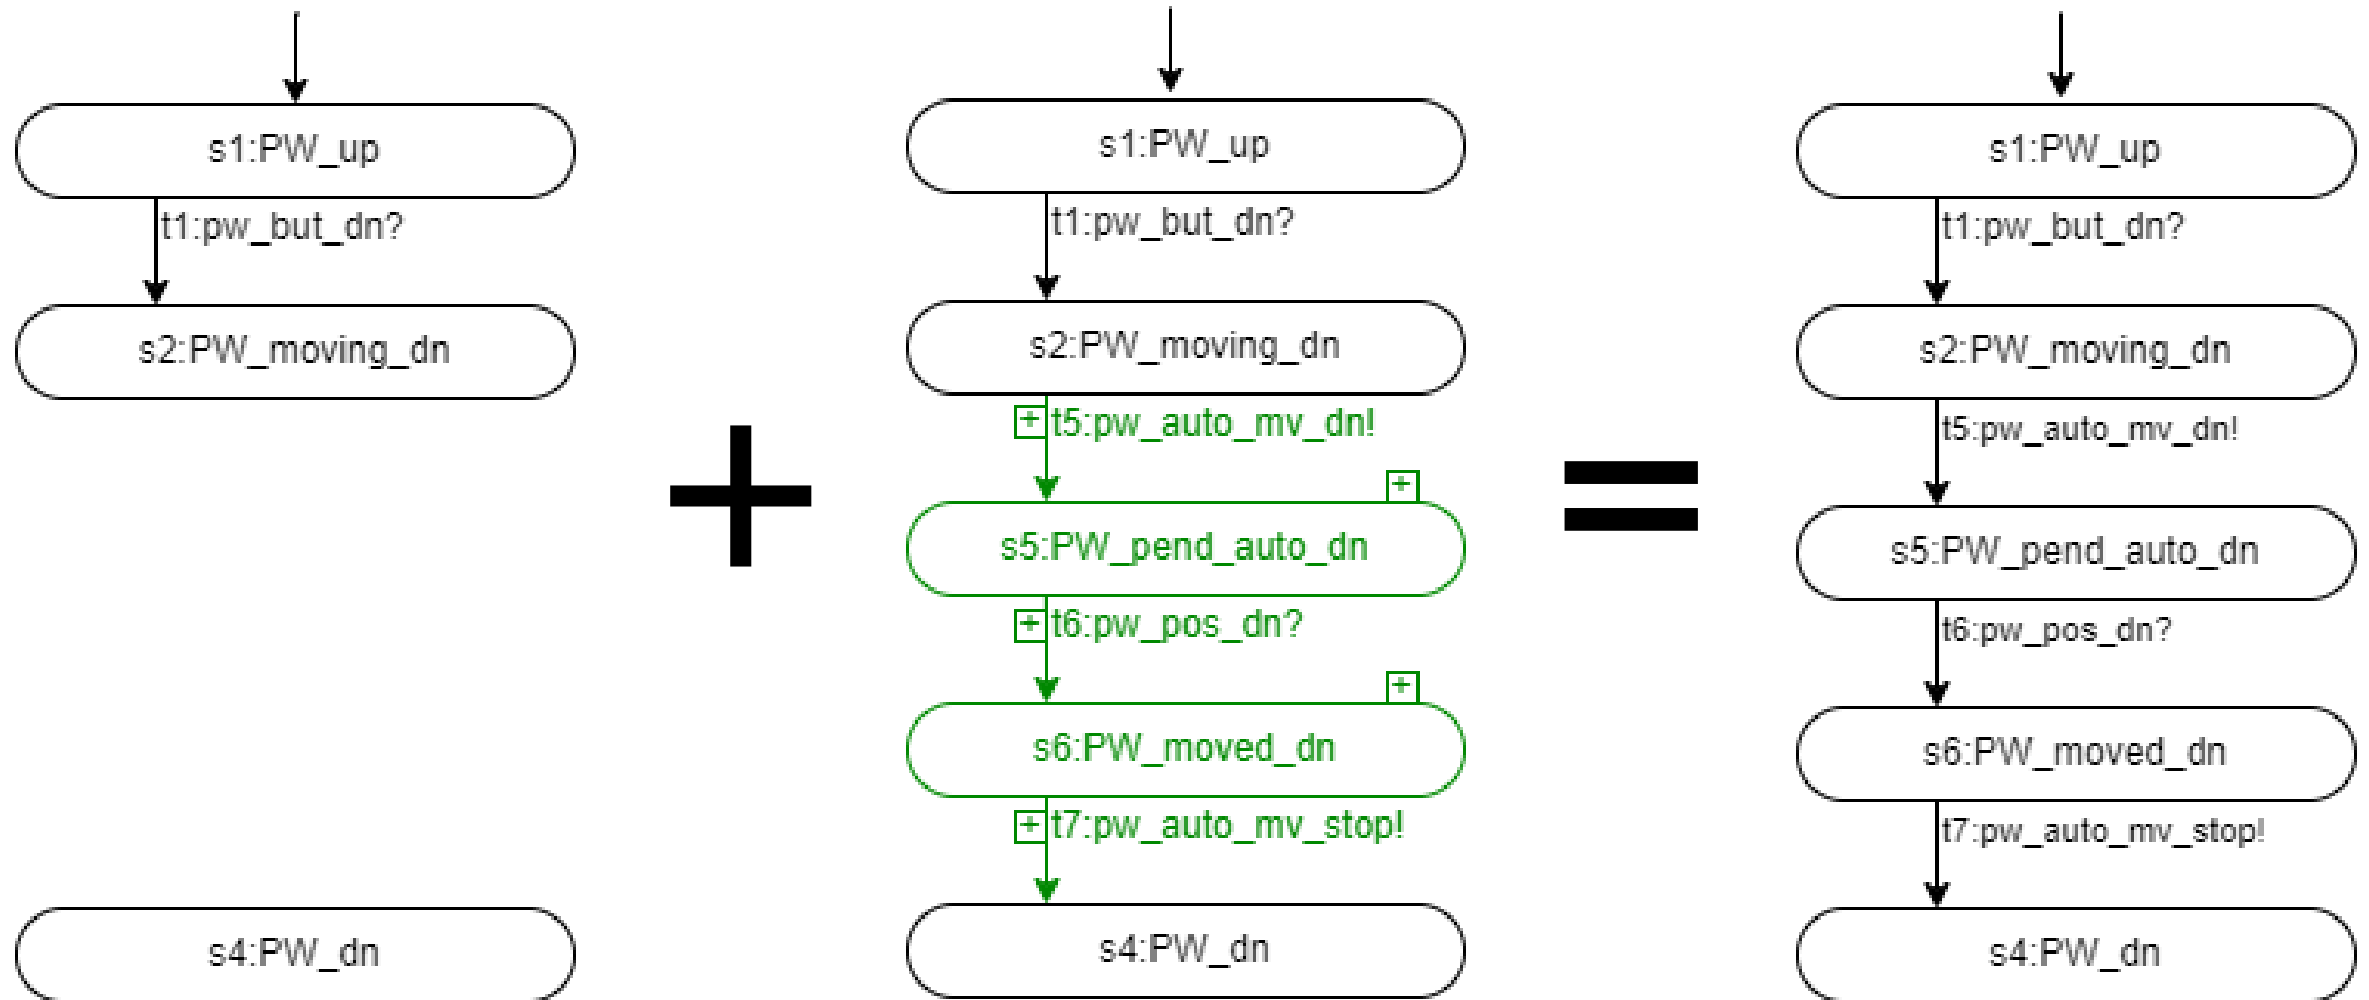 s1:PW_up
t1:pw_but_dn?
s2:PW_moving_dn
s4:PW_dn
+
s1:PW_up
t1:pw_but_dn?
s2:PW_moving_dn
+ t5:pw_auto_mv_dn!
+
s5:PW_pend_auto_dn
+ t6:pw_pos_dn?
+
s6:PW_moved_dn
+ t7:pw_auto_mv_stop!
s4:PW_dn
=
s1:PW_up
t1:pw_but_dn?
s2:PW_moving_dn
t5:pw_auto_mv_dn!
s5:PW_pend_auto_dn
t6:pw_pos_dn?
s6:PW_moved_dn
t7:pw_auto_mv_stop!
s4:PW_dn